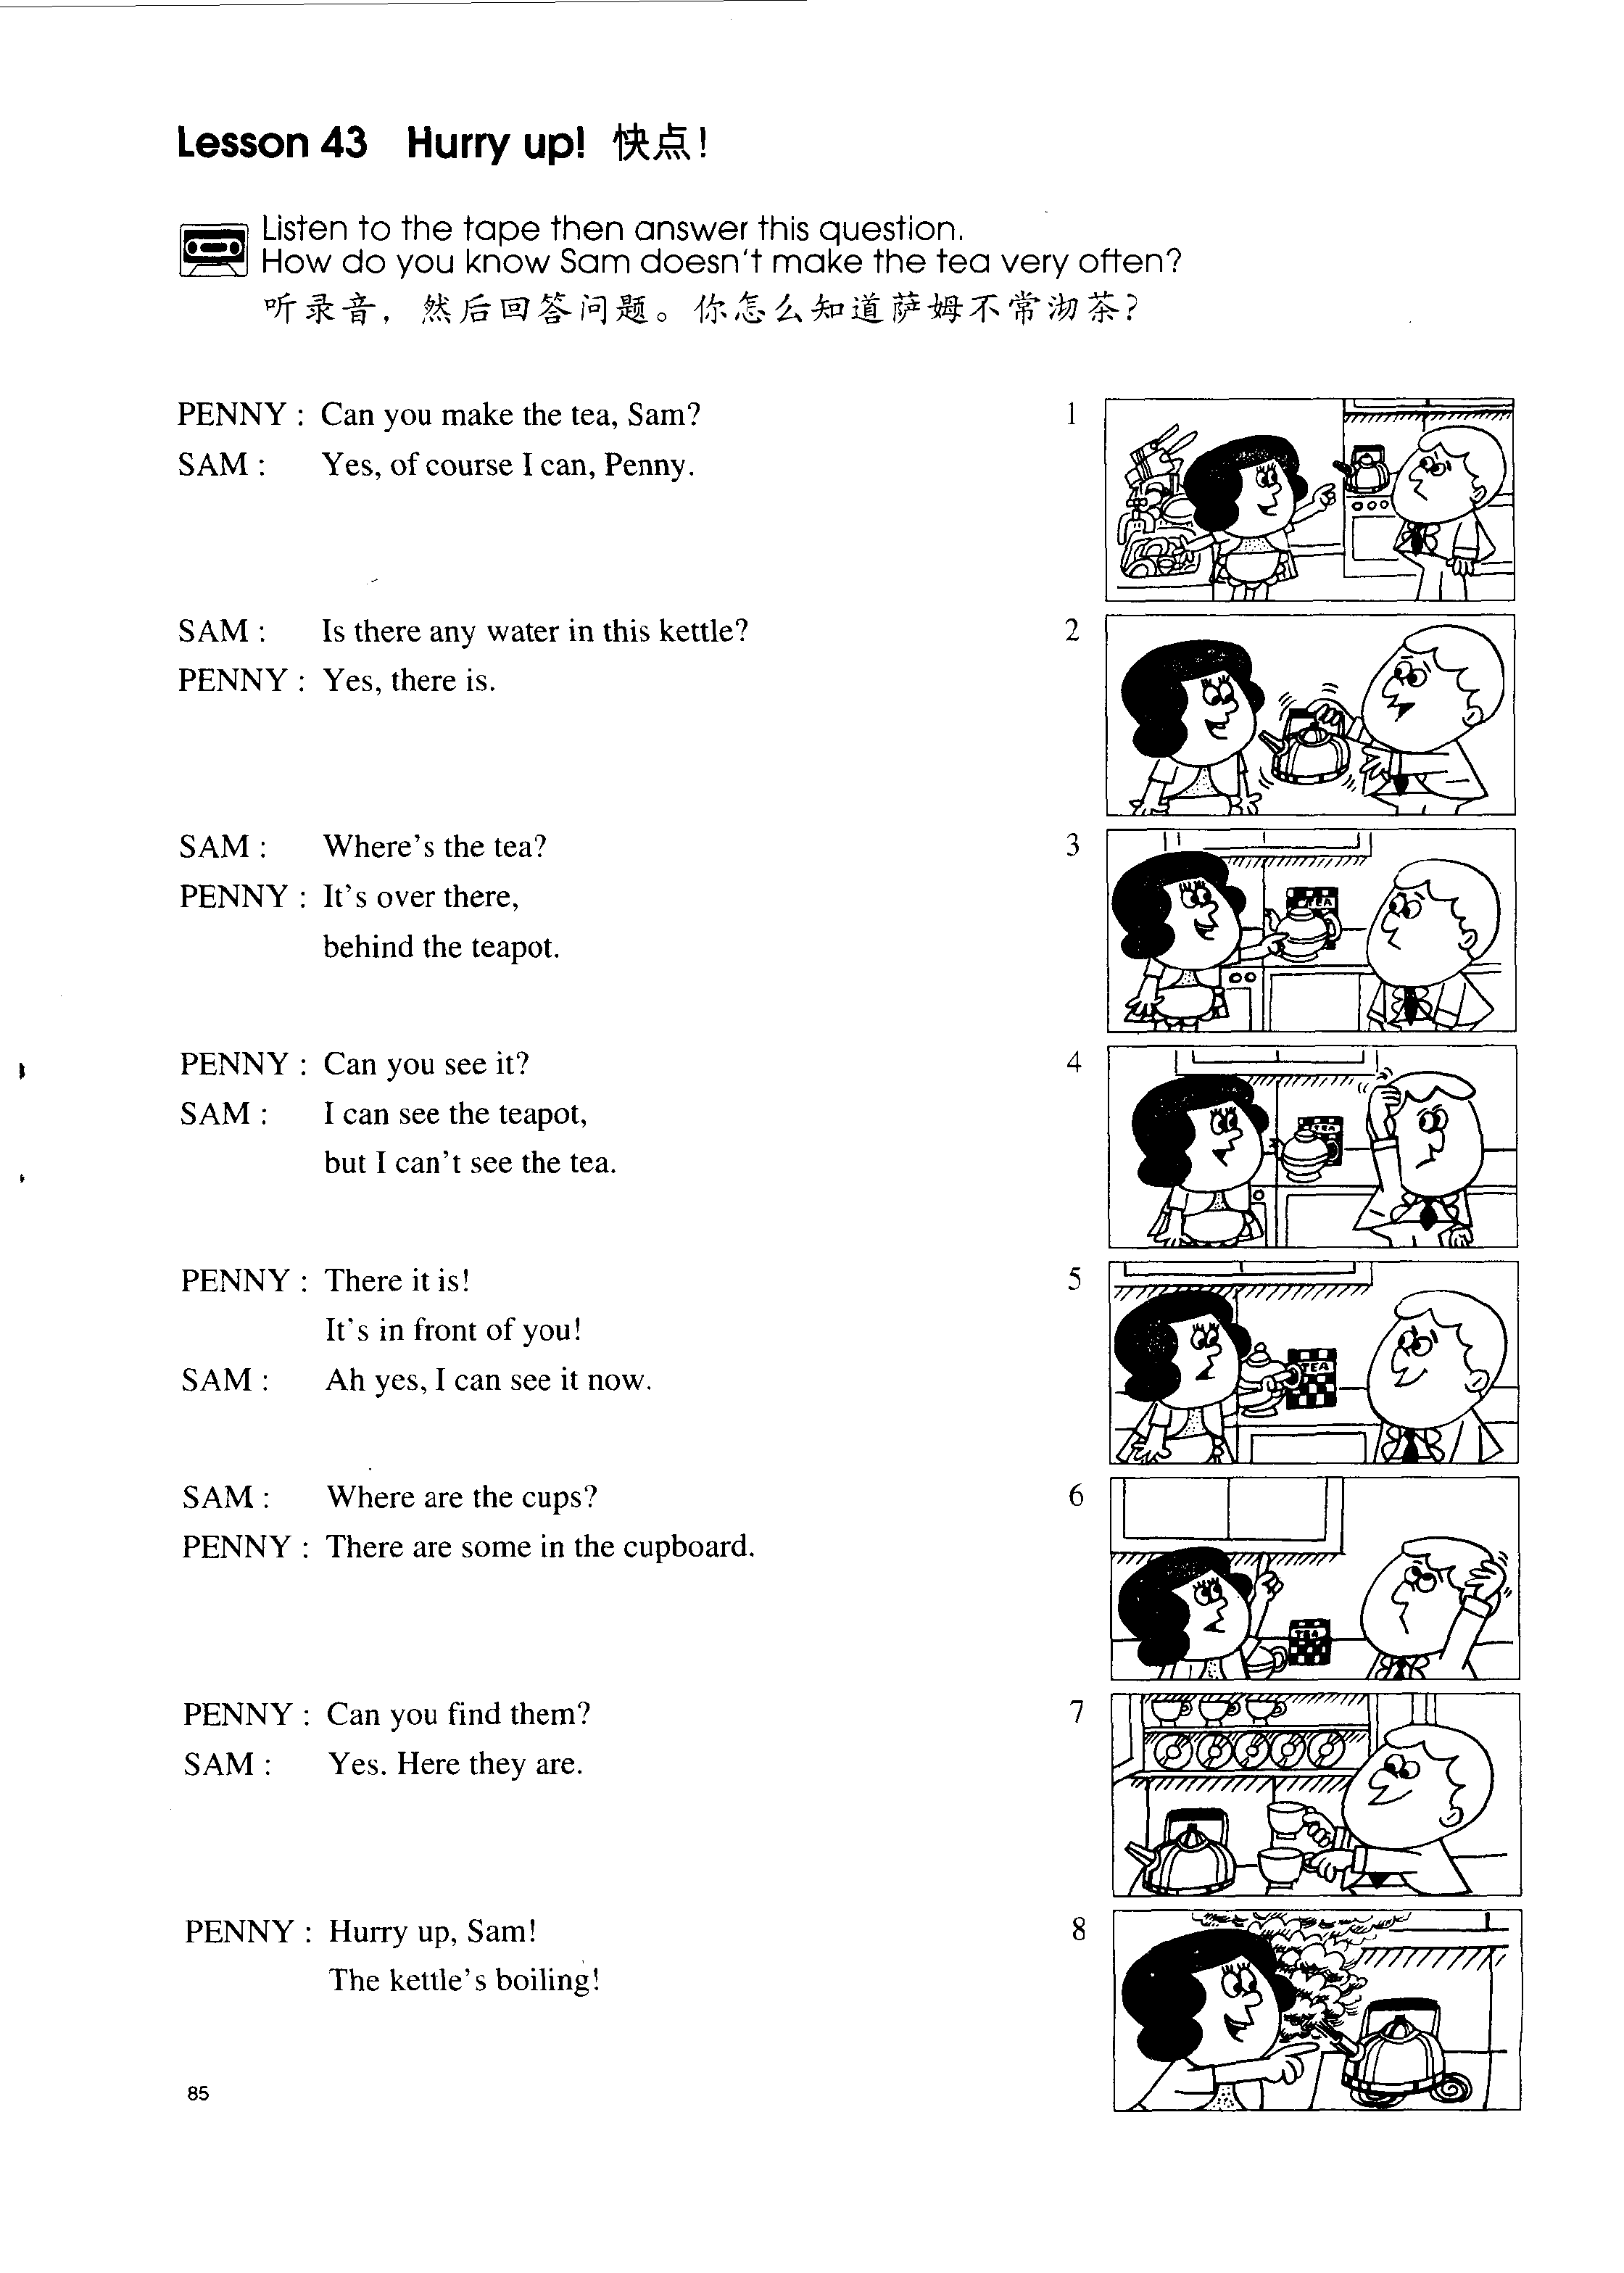 Lesson 43 Hurry up! 快点!
Listen to the tape then answer this question.
How do you know Sam doesn't make the tea very often?
听录音，然后回答问题。你怎么知道萨姆不常沏茶?
PENNY : Can you make the tea, Sam?
SAM : Yes, of course I can, Penny.
1
SAM : Is there any water in this kettle?
PENNY : Yes, there is.
2
SAM : Where's the tea?
PENNY : It's over there,
behind the teapot.
3
TEA
PENNY : Can you see it?
SAM : I can see the teapot,
but I can't see the tea.
4
TEA
PENNY : There it is!
It's in front of you!
SAM : Ah yes, I can see it now.
5
TEA
SAM : Where are the cups?
PENNY : There are some in the cupboard.
6
TEA
PENNY : Can you find them?
SAM : Yes. Here they are.
7
PENNY : Hurry up, Sam!
The kettle's boiling!
8
85